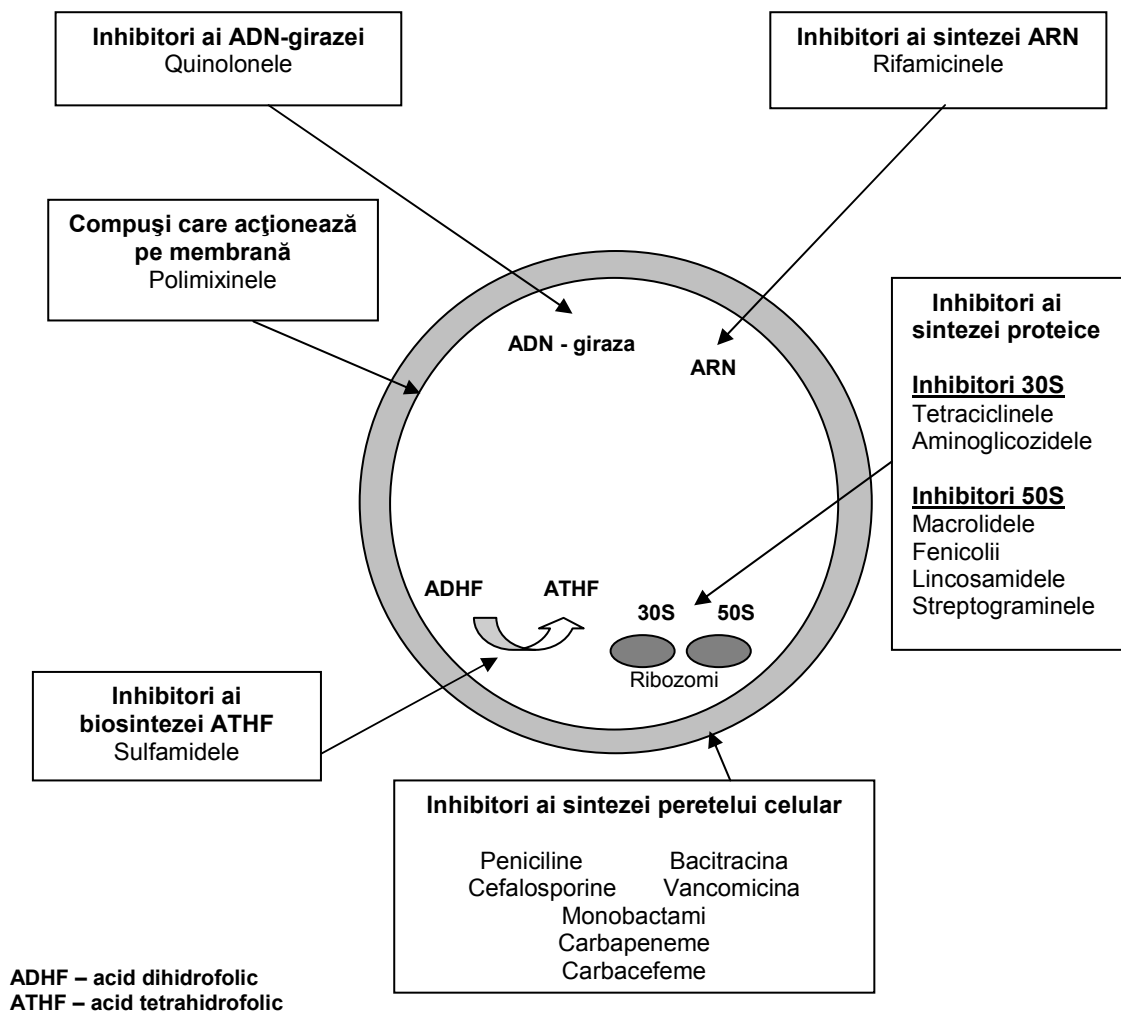 Inhibitori ai ADN-girazei
Quinolonele
Inhibitori ai sintezei ARN
Rifamicinele
Compuşi care acţionează
pe membrană
Polimixinele
ADN - giraza
ARN
Inhibitori ai
sintezei proteice
Inhibitori 30S
Tetraciclinele
Aminoglicozidele
Inhibitori 50S
Macrolidele
Fenicolii
Lincosamidele
Streptograminele
ADHF
ATHF
30S
50S
Ribozomi
Inhibitori ai
biosintezei ATHF
Sulfamidele
Inhibitori ai sintezei peretelui celular
Peniciline Bacitracina
Cefalosporine Vancomicina
Monobactami
Carbapeneme
Carbacefeme
ADHF – acid dihidrofolic
ATHF – acid tetrahidrofolic